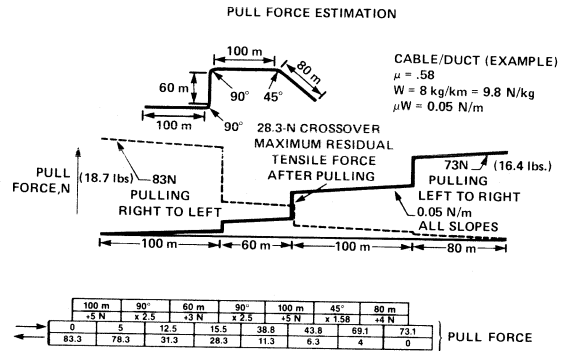 PULL FORCE ESTIMATION
100 m
60 m
80 m
90°
45°
100 m
90°
CABLE/DUCT (EXAMPLE)
μ = .58
W = 8 kg/km = 9.8 N/kg
μW = 0.05 N/m
28.3-N CROSSOVER
MAXIMUM RESIDUAL
TENSILE FORCE
AFTER PULLING
PULL
FORCE,N
(18.7 lbs.)
83N
PULLING
RIGHT TO LEFT
73N (16.4 lbs.)
PULLING
LEFT TO RIGHT
0.05 N/m
ALL SLOPES
100 m 60 m 100 m 80 m
100 m 90° 60 m 90° 100 m 45° 80 m
+5 N x 2.5 +3 N x 2.5 +5 N x 1.58 +4 N
0 5 12.5 15.5 38.8 43.8 69.1 73.1
83.3 78.3 31.3 28.3 11.3 6.3 4 0
PULL FORCE